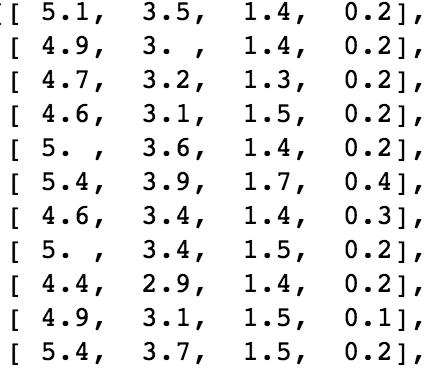 [[ 5.1,  3.5,  1.4,  0.2],
[ 4.9,  3. ,  1.4,  0.2],
[ 4.7,  3.2,  1.3,  0.2],
[ 4.6,  3.1,  1.5,  0.2],
[ 5. ,  3.6,  1.4,  0.2],
[ 5.4,  3.9,  1.7,  0.4],
[ 4.6,  3.4,  1.4,  0.3],
[ 5. ,  3.4,  1.5,  0.2],
[ 4.4,  2.9,  1.4,  0.2],
[ 4.9,  3.1,  1.5,  0.1],
[ 5.4,  3.7,  1.5,  0.2],